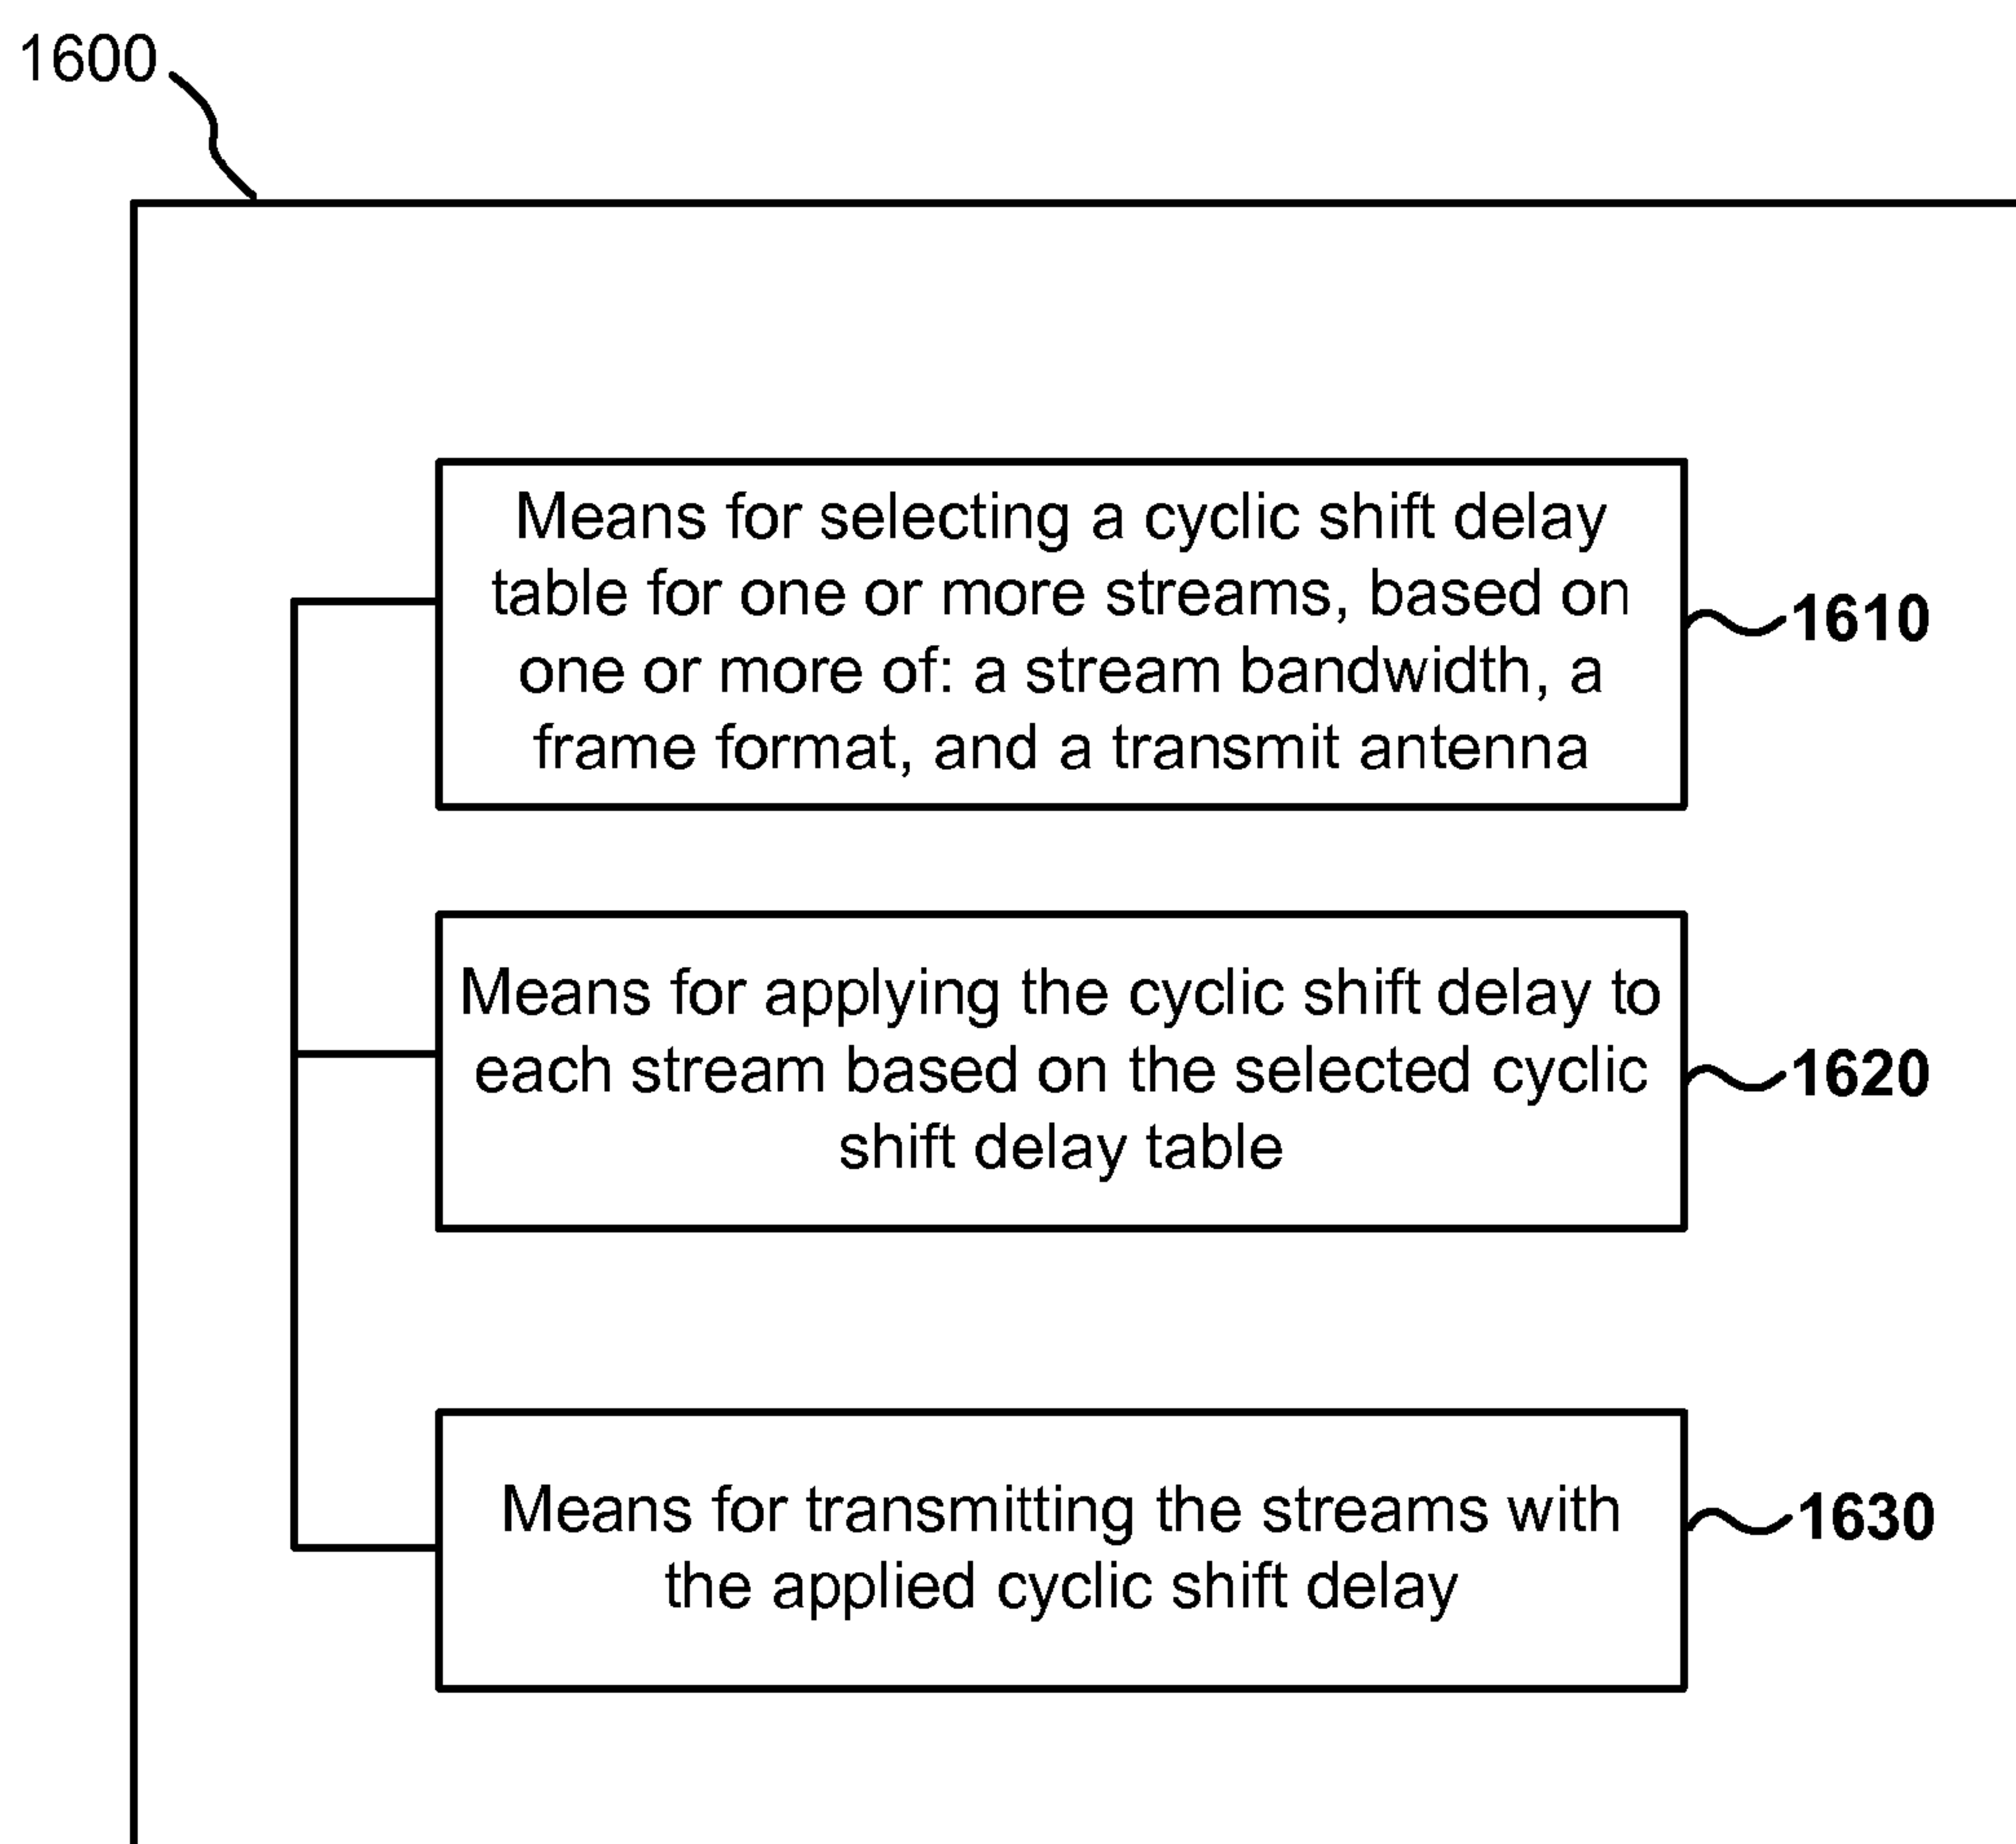 1600
Means for selecting a cyclic shift delay
table for one or more streams, based on
one or more of: a stream bandwidth, a
frame format, and a transmit antenna
1610
Means for applying the cyclic shift delay to
each stream based on the selected cyclic
shift delay table
1620
Means for transmitting the streams with
the applied cyclic shift delay
1630